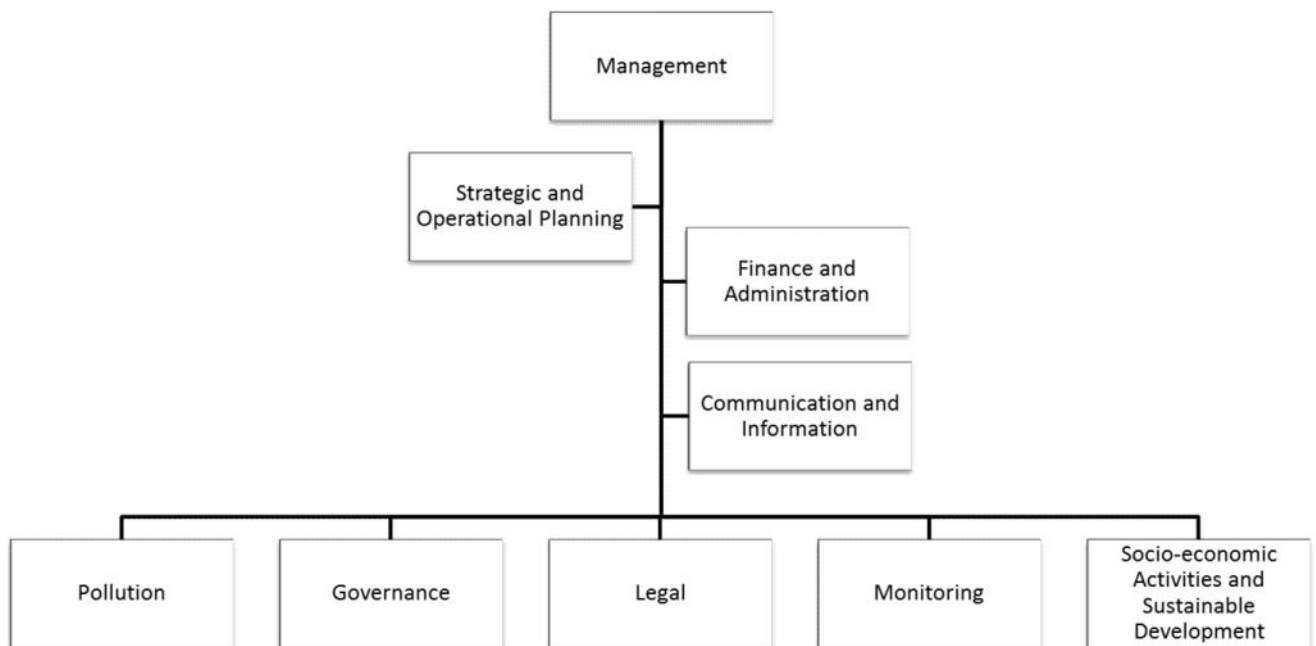 Management
Strategic and
Operational Planning
Finance and
Administration
Communication and
Information
Pollution
Governance
Legal
Monitoring
Socio-economic
Activities and
Sustainable
Development